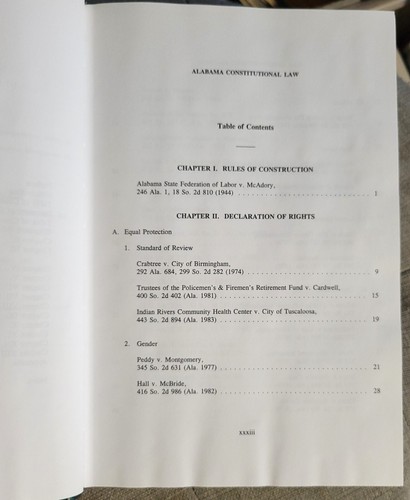 ALABAMA CONSTITUTIONAL LAW
Table of Contents
CHAPTER I. RULES OF CONSTRUCTION
Alabama State Federation of Labor v. McAdory,
246 Ala. 1, 18 So. 2d 810 (1944) . . . . . . . . . . . . . . . . . . . . . . . . 1
CHAPTER II. DECLARATION OF RIGHTS
A. Equal Protection
1. Standard of Review
Crabtree v. City of Birmingham,
292 Ala. 684, 299 So. 2d 282 (1974) . . . . . . . . . . . . . . . . . . . . . . 9
Trustees of the Policemen's & Firemen's Retirement Fund v. Cardwell,
400 So. 2d 402 (Ala. 1981) . . . . . . . . . . . . . . . . . . . . . . . . . . 15
Indian Rivers Community Health Center v. City of Tuscaloosa,
443 So. 2d 894 (Ala. 1983) . . . . . . . . . . . . . . . . . . . . . . . . . . 19
2. Gender
Peddy v. Montgomery,
345 So. 2d 631 (Ala. 1977) . . . . . . . . . . . . . . . . . . . . . . . . . . 21
Hall v. McBride,
416 So. 2d 986 (Ala. 1982) . . . . . . . . . . . . . . . . . . . . . . . . . . 28
xxxiii